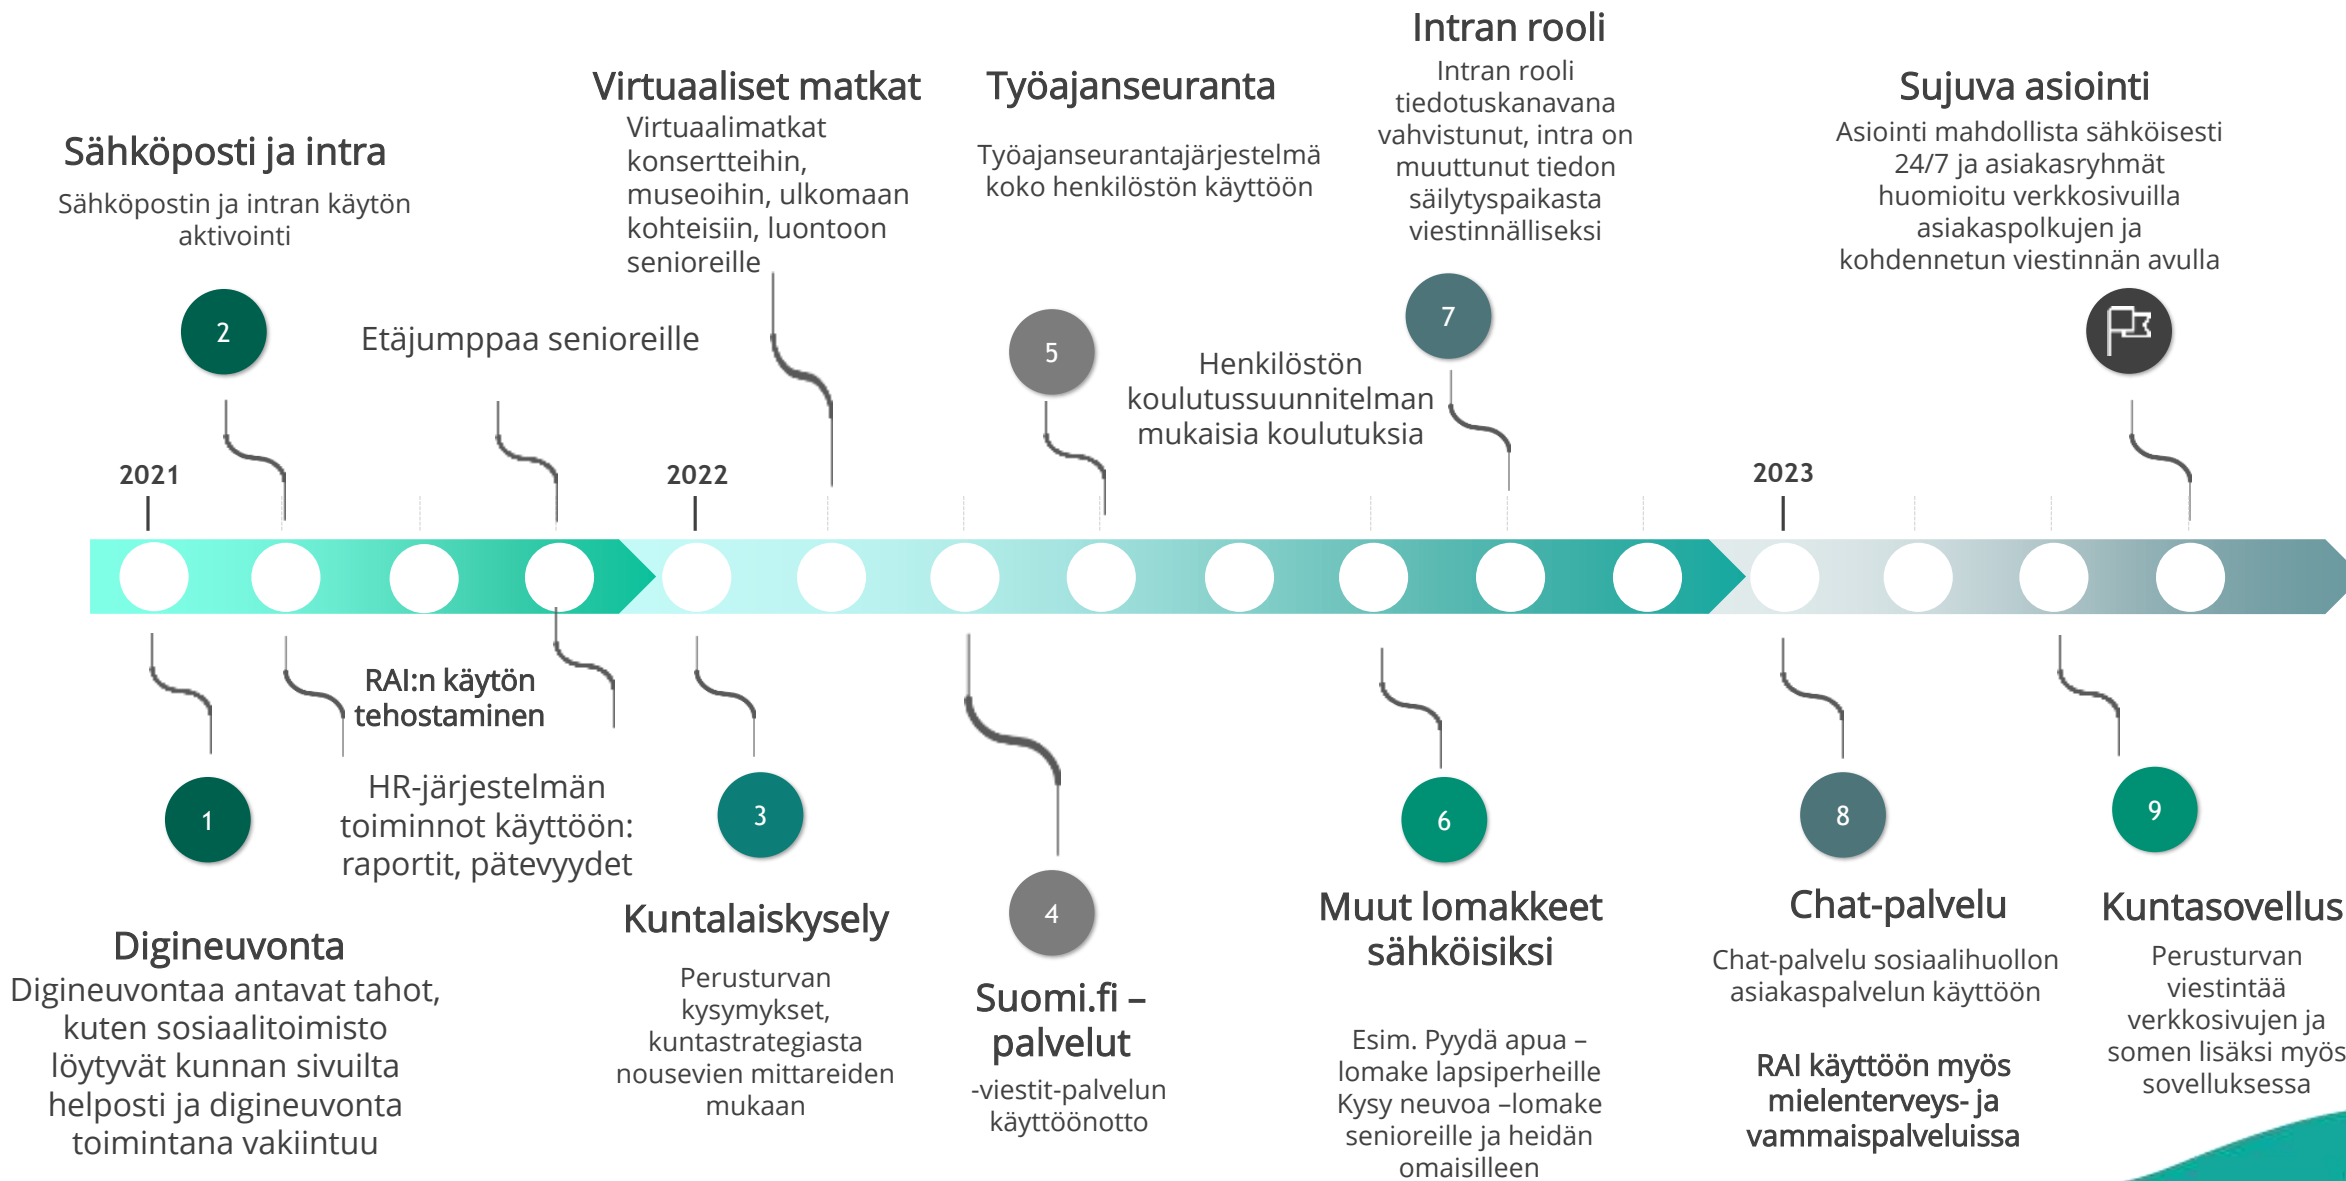 Intran rooli
Intran rooli
tiedotuskanavana
vahvistunut, intra on
muuttunut tiedon
säilytyspaikasta
viestinnälliseksi
Virtuaaliset matkat
Virtuaalimatkat
konsertteihin,
museoihin, ulkomaan
kohteisiin, luontoon
senioreille
Työajanseuranta
Työajanseurantajärjestelmä
koko henkilöstön käyttöön
Sujuva asiointi
Asiointi mahdollista sähköisesti
24/7 ja asiakasryhmät
huomioitu verkkosivuilla
asiakaspolkujen ja
kohdennetun viestinnän avulla
Sähköposti ja intra
Sähköpostin ja intran käytön
aktivointi
2
Etäjumppaa senioreille
5
Henkilöstön
koulutussuunnitelman
mukaisia koulutuksia
7
2021
2022
2023
RAI:n käytön
tehostaminen
1
HR-järjestelmän
toiminnot käyttöön:
raportit, pätevyydet
3
4
6
8
9
Digineuvonta
Digineuvontaa antavat tahot,
kuten sosiaalitoimisto
löytyvät kunnan sivuilta
helposti ja digineuvonta
toimintana vakiintuu
Kuntalaiskysely
Perusturvan
kysymykset,
kuntastrategiasta
nousevien mittareiden
mukaan
Suomi.fi –
palvelut
-viestit-palvelun
käyttöönotto
Muut lomakkeet
sähköisiksi
Esim. Pyydä apua –
lomake lapsiperheille
Kysy neuvoa –lomake
senioreille ja heidän
omaisilleen
Chat-palvelu
Chat-palvelu sosiaalihuollon
asiakaspalvelun käyttöön
RAI käyttöön myös
mielenterveys- ja
vammaispalveluissa
Kuntasovellus
Perusturvan
viestintää
verkkosivujen ja
somen lisäksi myös
sovelluksessa